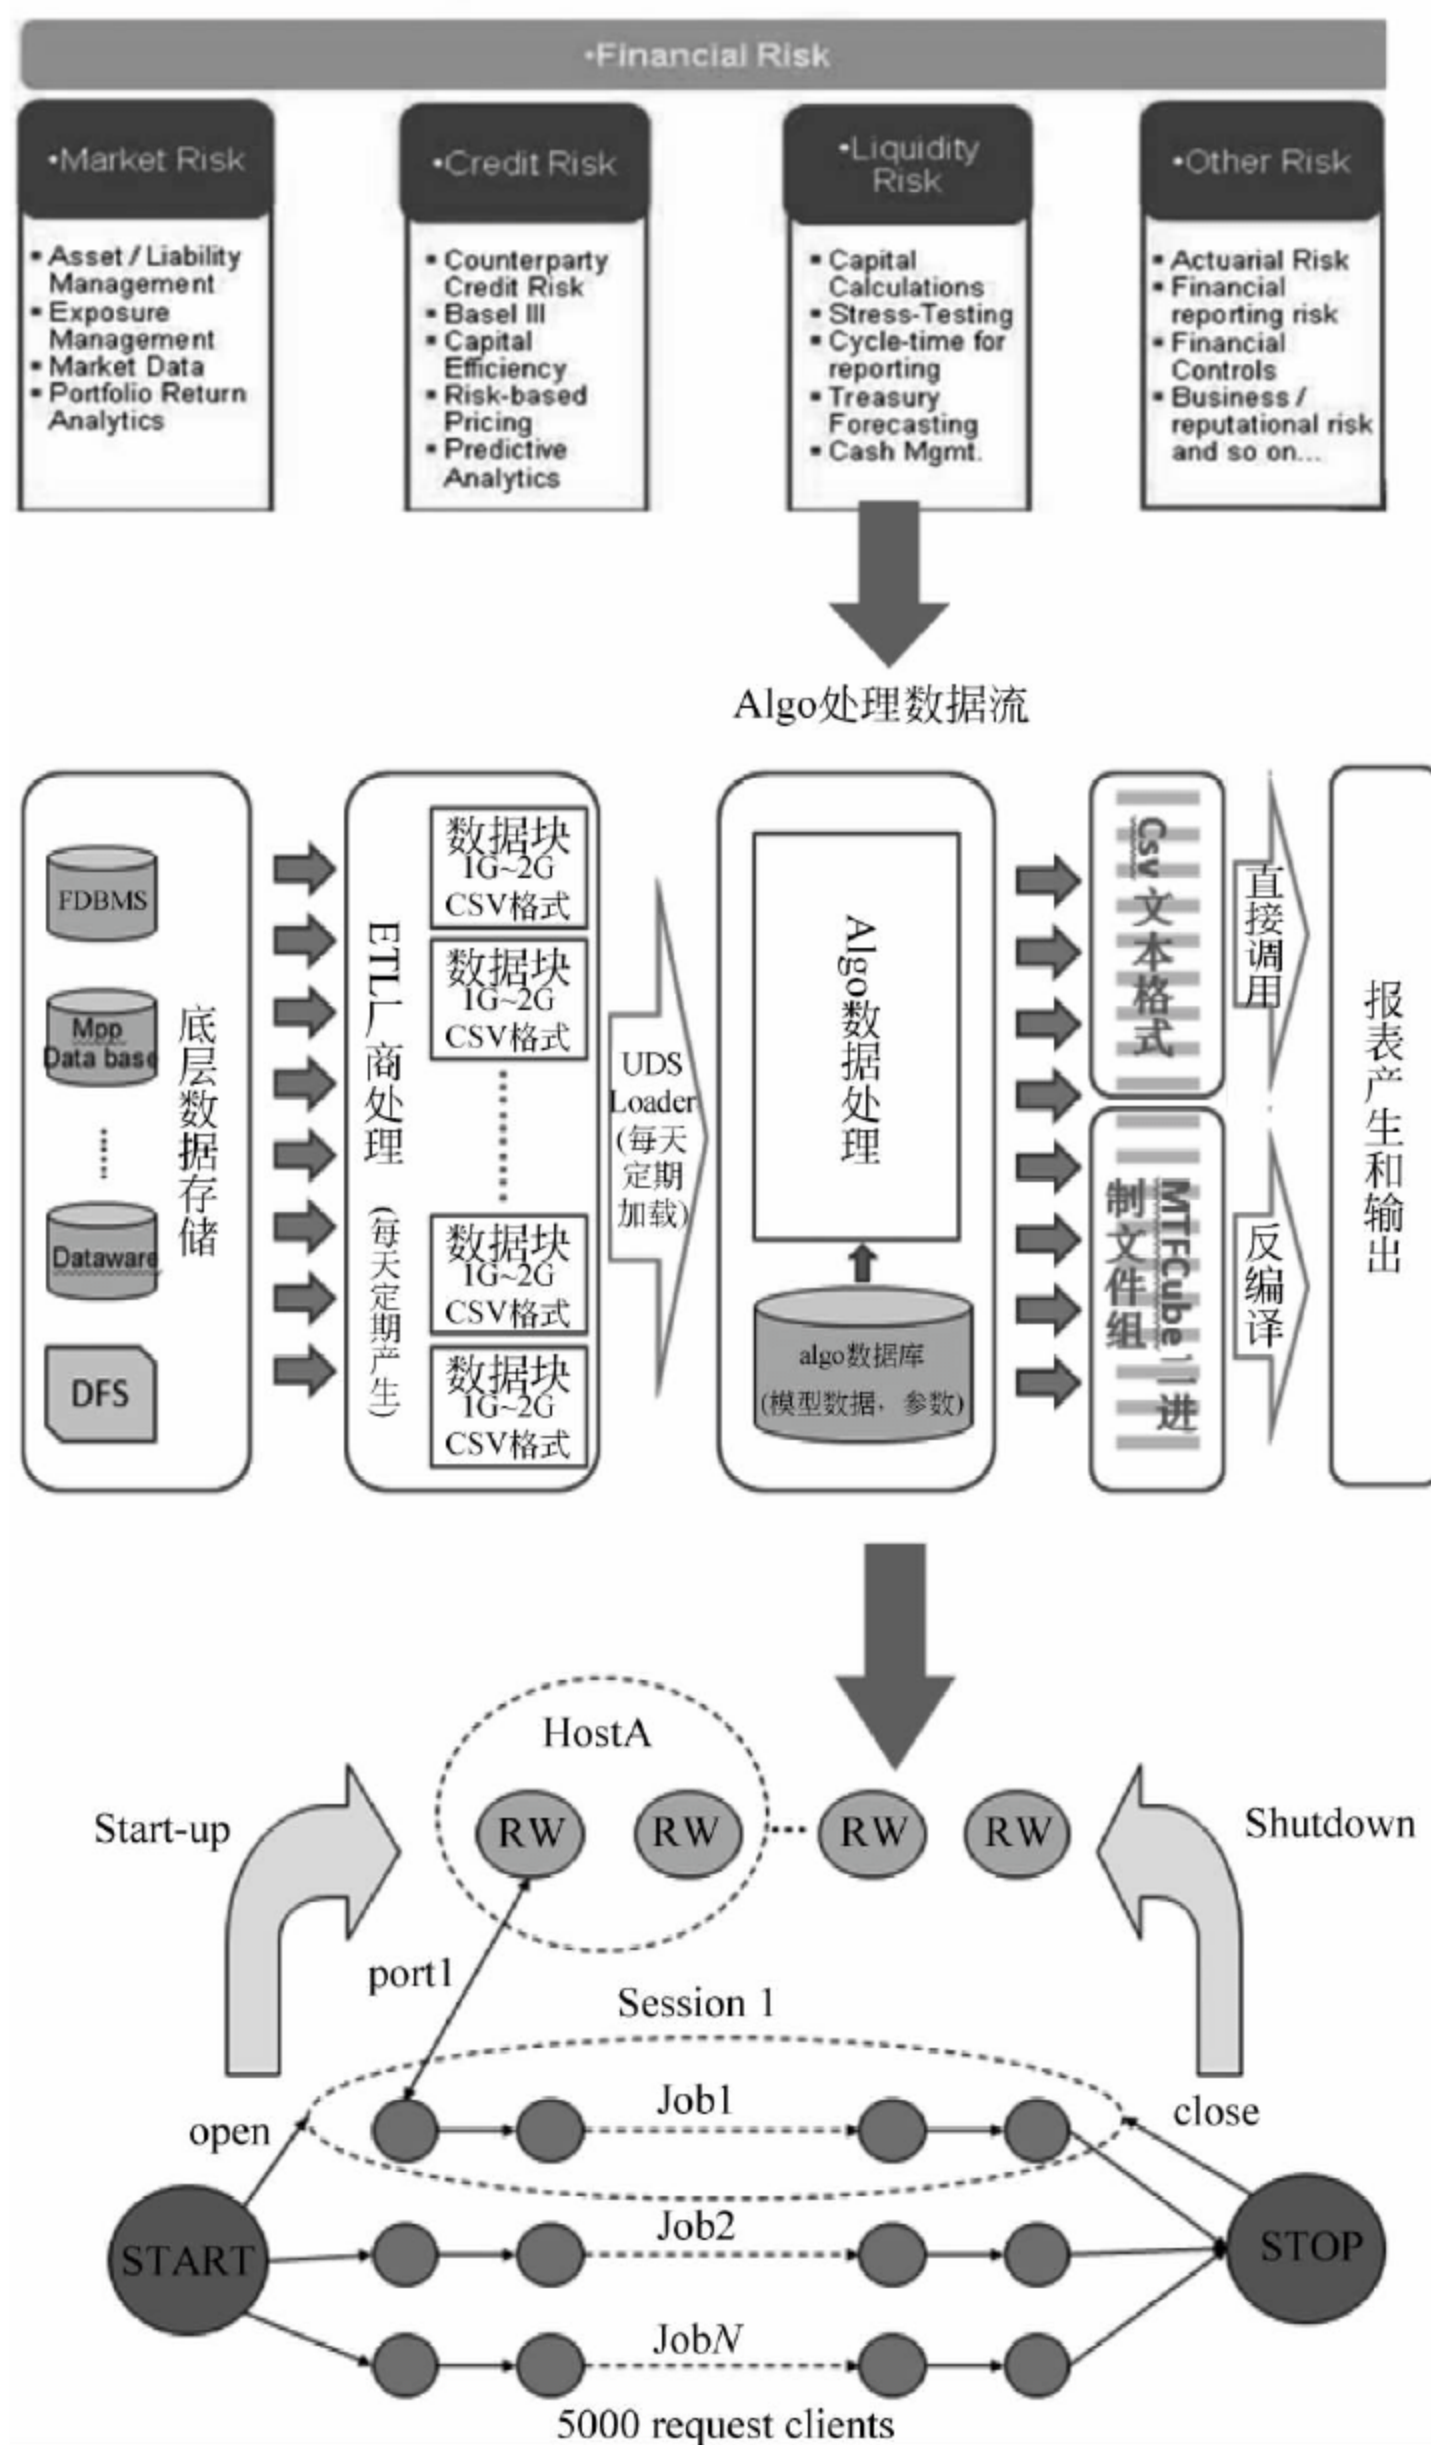 •Financial Risk
•Market Risk
▪ Asset / Liability
Management
▪ Exposure
Management
▪ Market Data
▪ Portfolio Return
Analytics
•Credit Risk
▪ Counterparty
Credit Risk
▪ Basel III
▪ Capital
Efficiency
▪ Risk-based
Pricing
▪ Predictive
Analytics
•Liquidity
Risk
▪ Capital
Calculations
▪ Stress-Testing
▪ Cycle-time for
reporting
▪ Treasury
Forecasting
▪ Cash Mgmt.
•Other Risk
▪ Actuarial Risk
▪ Financial
reporting risk
▪ Financial
Controls
▪ Business /
reputational risk
and so on...
Algo处理数据流
FDBMS
Mpp
Data base
Dataware
DFS
底层数据存储
ETL厂商处理 (每天定期产生)
数据块
1G~2G
CSV格式
数据块
1G~2G
CSV格式
数据块
1G~2G
CSV格式
数据块
1G~2G
CSV格式
UDS
Loader
(每天
定期
加载)
Algo数据处理
algo数据库
(模型数据，参数)
Csv文本格式
MTFCube二进
制文件组
直接调用
反编译
报表产生和输出
HostA
RW
RW
RW
RW
Start-up
Shutdown
port1
Session 1
open
Job1
close
START
Job2
STOP
JobN
5000 request clients